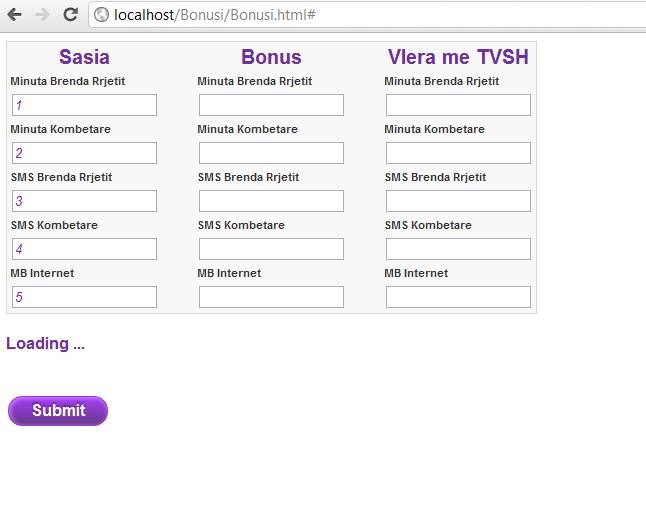 localhost/Bonusi/Bonusi.html#
Sasia Bonus Vlera me TVSH
Minuta Brenda Rrjetit Minuta Brenda Rrjetit Minuta Brenda Rrjetit
1
Minuta Kombetare Minuta Kombetare Minuta Kombetare
2
SMS Brenda Rrjetit SMS Brenda Rrjetit SMS Brenda Rrjetit
3
SMS Kombetare SMS Kombetare SMS Kombetare
4
MB Internet MB Internet MB Internet
5
Loading ...
Submit